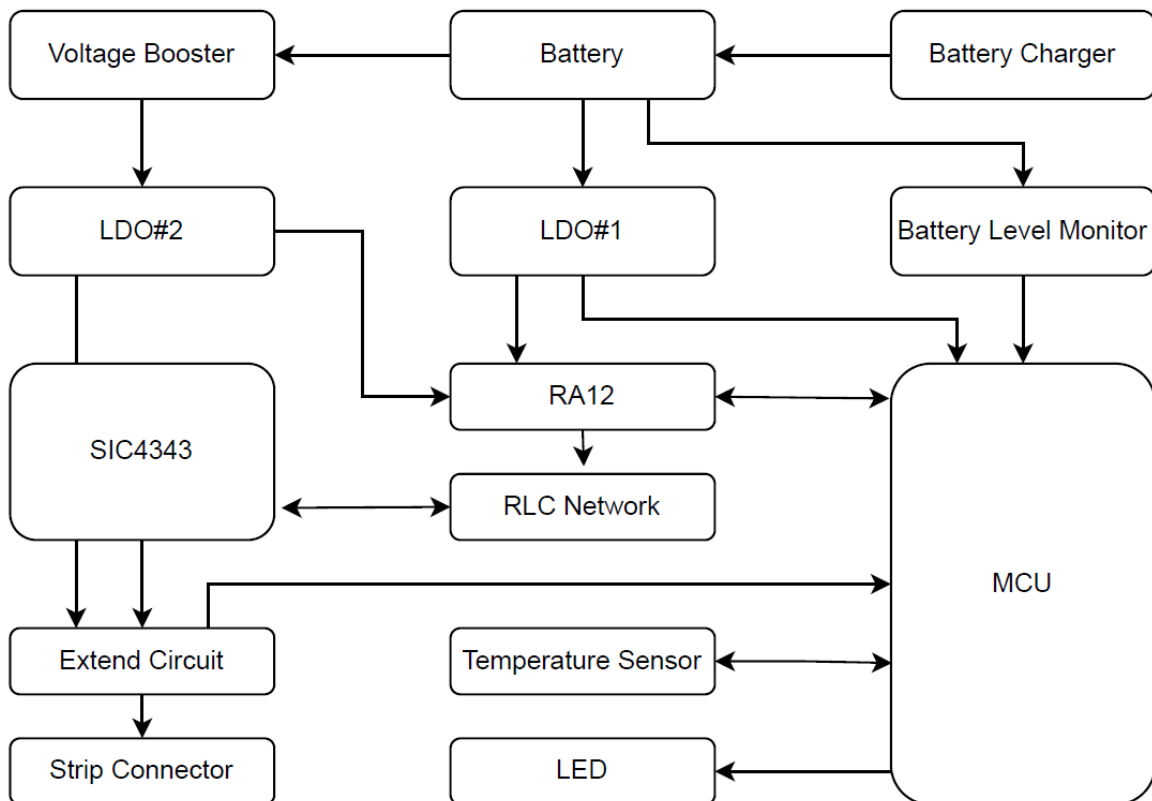 Voltage Booster
Battery
Battery Charger
LDO#2
LDO#1
Battery Level Monitor
RA12
SIC4343
RLC Network
MCU
Extend Circuit
Temperature Sensor
Strip Connector
LED